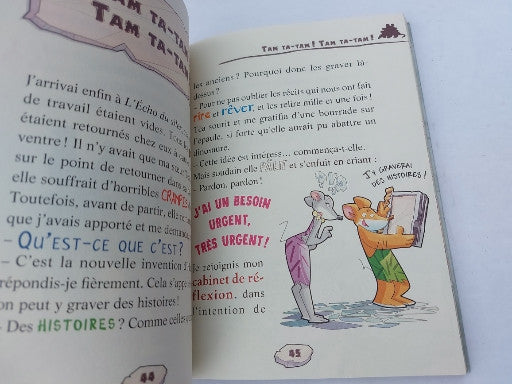 TAM TA-TAM
TAM TA-TAM
J'arrivai enfin à L'Écho du
de travail étaient vides.
étaient retournés chez eux à
ventre! Il n'y avait que ma
sur le point de retourner dans
elle souffrait d'horribles CRAMPES
Toutefois, avant de partir, elle
que j'avais apporté et me
– QU'EST-CE QUE C'EST?
– C'est la nouvelle invention
répondis-je fièrement. Cela s'
on peut y graver des histoires!
– Des HISTOIRES? Comme celles
44
TAM TA-TAM! TAM TA-TAM!
les anciens? Pourquoi donc les graver là-
dessus?
– Pour ne pas oublier les récits qui nous ont fait
rire et rêver, et les relire mille et une fois!
Téa sourit et me gratifia d'une bourrade sur
l'épaule, si forte qu'elle aurait pu abattre un
dinosaure.
– Cette idée est intéress... commença-t-elle.
Mais soudain elle PÂLIT et s'enfuit en criant :
– Pardon, pardon!
J'AI UN BESOIN
URGENT,
TRÈS URGENT!
J'Y GRAVERAI
DES HISTOIRES!
Je rejoignis mon
cabinet de ré-
flexion, dans
l'intention de
45